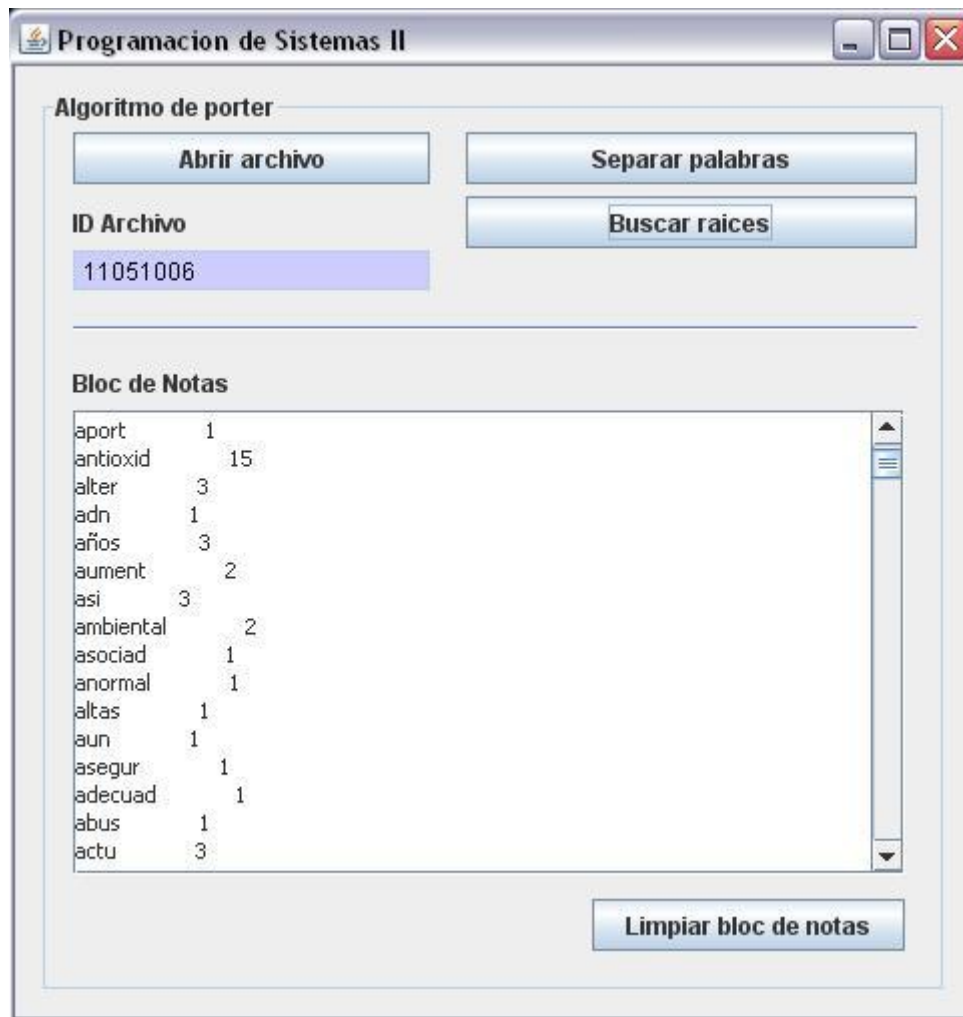 Programacion de Sistemas II
Algoritmo de porter
Abrir archivo
Separar palabras
ID Archivo
Buscar raices
11051006
Bloc de Notas
aport 1
antioxid 15
alter 3
adn 1
años 3
aument 2
asi 3
ambiental 2
asociad 1
anormal 1
altas 1
aun 1
asegur 1
adecuad 1
abus 1
actu 3
Limpiar bloc de notas